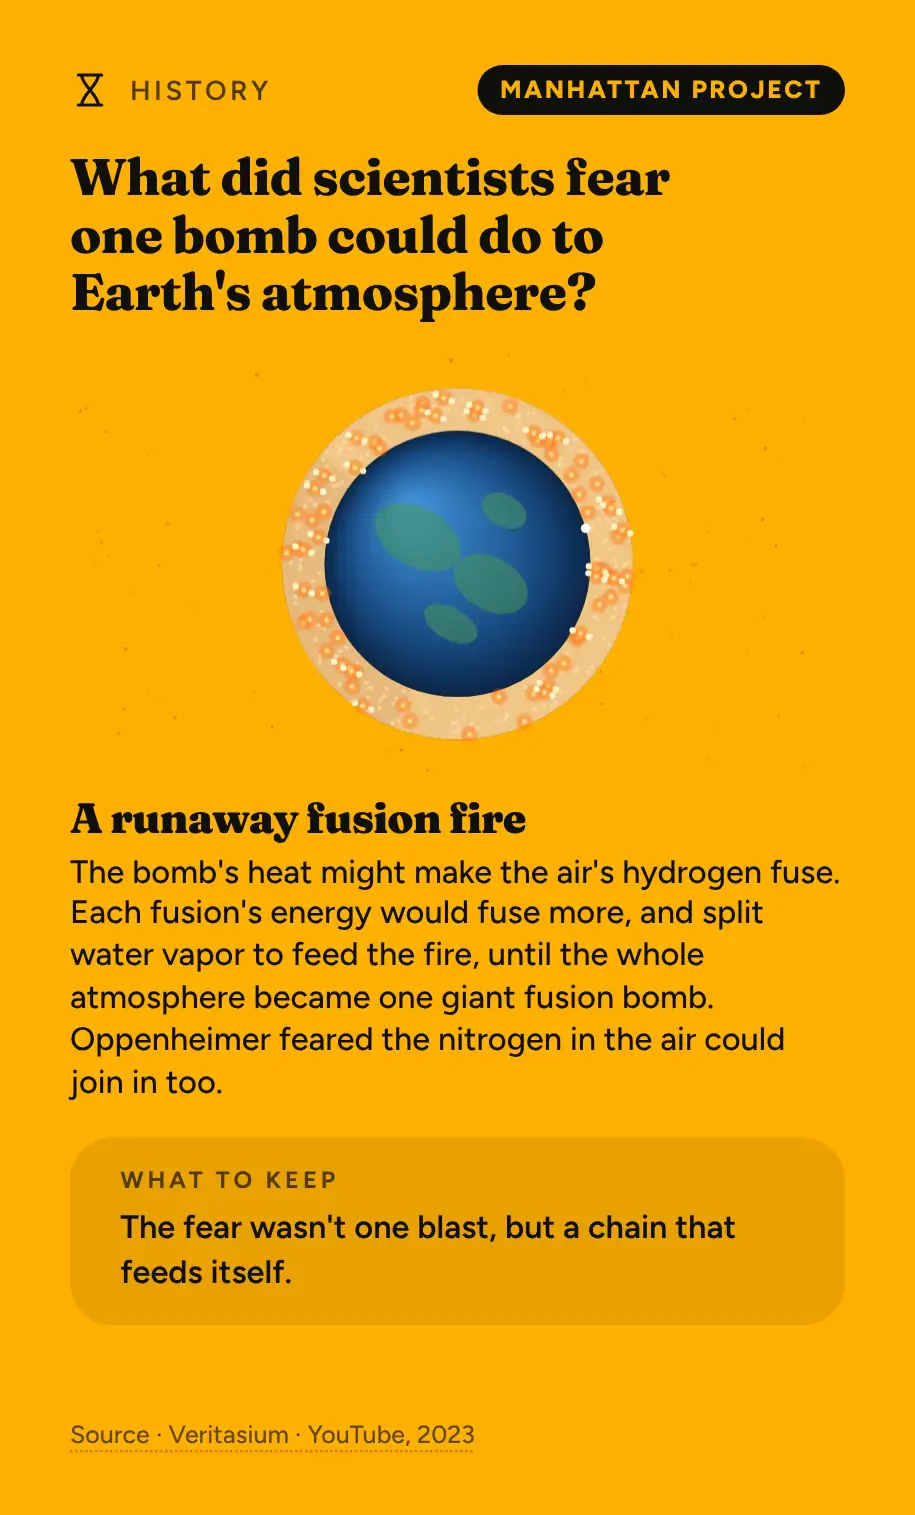 HISTORY
MANHATTAN PROJECT
What did scientists fear
one bomb could do to
Earth's atmosphere?
A runaway fusion fire
The bomb's heat might make the air's hydrogen fuse.
Each fusion's energy would fuse more, and split
water vapor to feed the fire, until the whole
atmosphere became one giant fusion bomb.
Oppenheimer feared the nitrogen in the air could
join in too.
WHAT TO KEEP
The fear wasn't one blast, but a chain that
feeds itself.
Source · Veritasium · YouTube, 2023